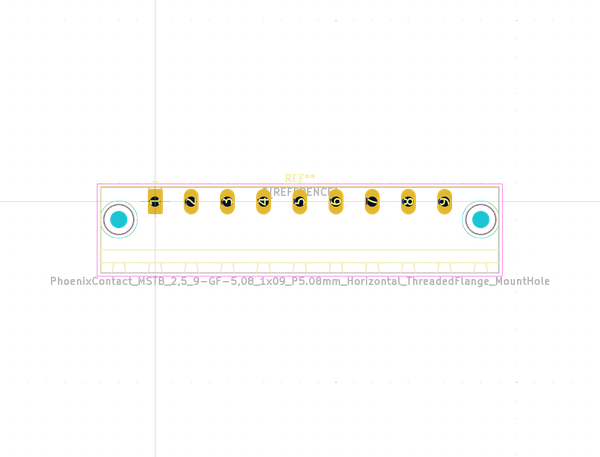 REF**
${REFERENCE}
1 2 3 4 5 6 7 8 9
PhoenixContact_MSTB_2,5_9-GF-5,08_1x09_P5.08mm_Horizontal_ThreadedFlange_MountHole